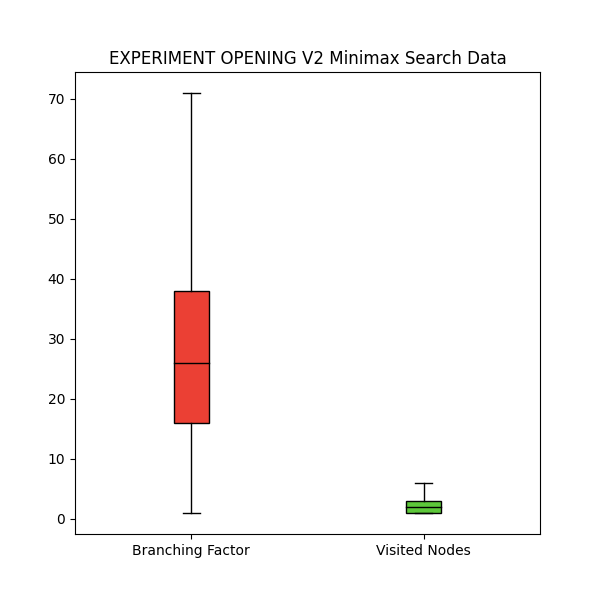 EXPERIMENT OPENING V2 Minimax Search Data
70
60
50
40
30
20
10
0
Branching Factor
Visited Nodes